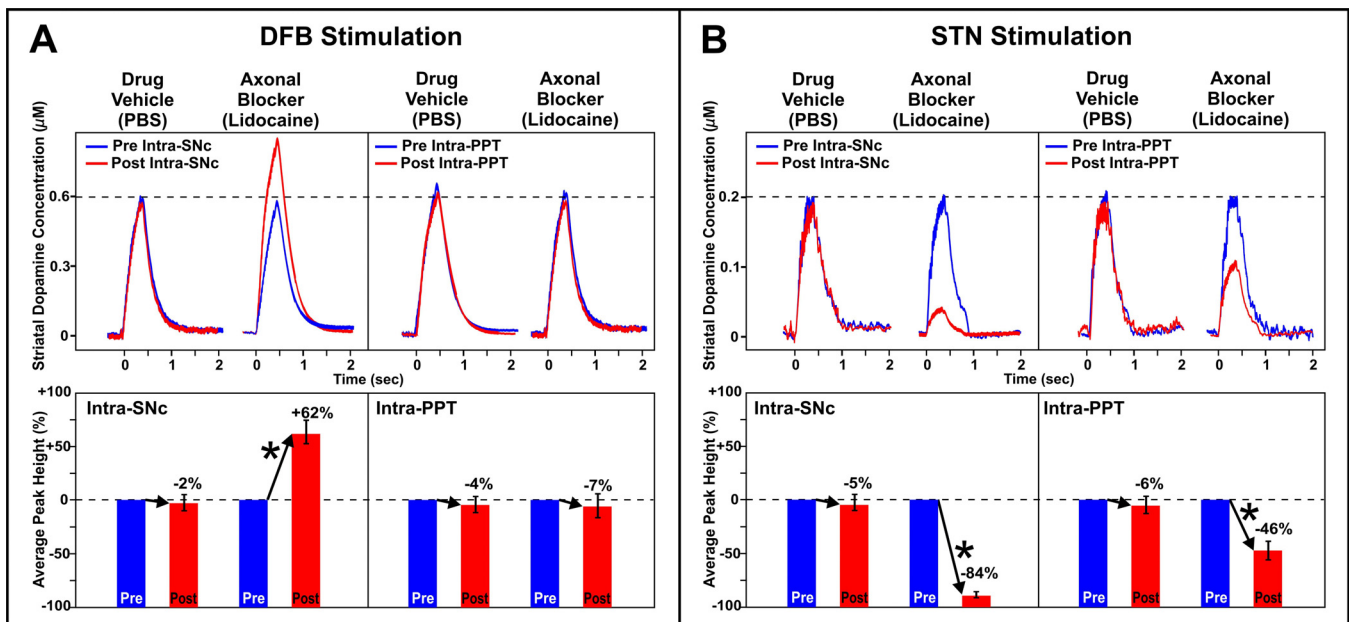 A
DFB Stimulation
Drug
Vehicle
(PBS)
Axonal
Blocker
(Lidocaine)
Drug
Vehicle
(PBS)
Axonal
Blocker
(Lidocaine)
Striatal Dopamine Concentration (µM)
Pre Intra-SNc
Post Intra-SNc
Pre Intra-PPT
Post Intra-PPT
0.6
0.3
0
0 1 2 0 1 2 0 1 2 0 1 2
Time (sec)
Average Peak Height (%)
+100
+50
0
-50
-100
Intra-SNc
-2%
*
+62%
Pre
Post
Pre
Post
Intra-PPT
-4%
-7%
Pre
Post
Pre
Post
B
STN Stimulation
Drug
Vehicle
(PBS)
Axonal
Blocker
(Lidocaine)
Drug
Vehicle
(PBS)
Axonal
Blocker
(Lidocaine)
Striatal Dopamine Concentration (µM)
Pre Intra-SNc
Post Intra-SNc
Pre Intra-PPT
Post Intra-PPT
0.2
0.1
0
0 1 2 0 1 2 0 1 2 0 1 2
Time (sec)
Average Peak Height (%)
+100
+50
0
-50
-100
Intra-SNc
-5%
*
-84%
Pre
Post
Pre
Post
Intra-PPT
-6%
*
-46%
Pre
Post
Pre
Post